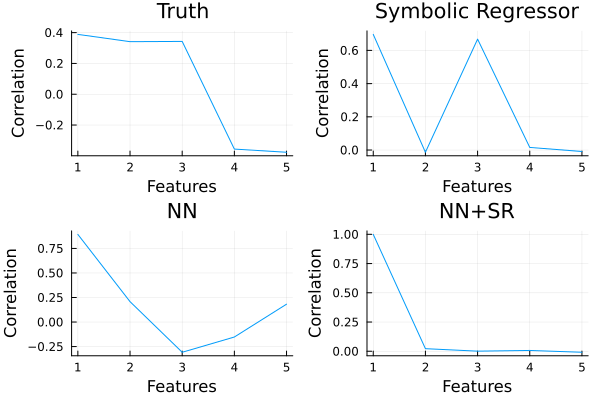 Truth
Correlation
0.4
0.2
0.0
−0.2
1 2 3 4 5
Features
Symbolic Regressor
Correlation
0.6
0.4
0.2
0.0
1 2 3 4 5
Features
NN
Correlation
0.75
0.50
0.25
0.00
−0.25
1 2 3 4 5
Features
NN+SR
Correlation
1.00
0.75
0.50
0.25
0.00
1 2 3 4 5
Features